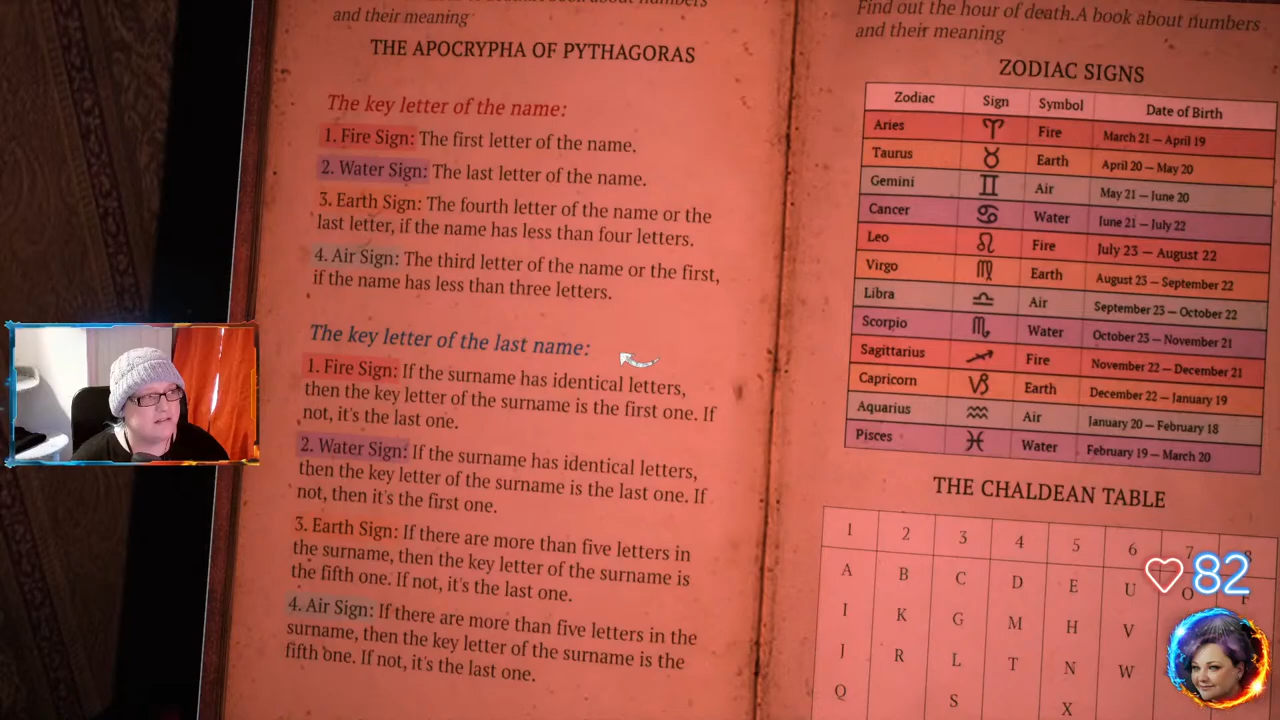 and their meaning
THE APOCRYPHA OF PYTHAGORAS
The key letter of the name:
1. Fire Sign: The first letter of the name.
2. Water Sign: The last letter of the name.
3. Earth Sign: The fourth letter of the name or the
last letter, if the name has less than four letters.
4. Air Sign: The third letter of the name or the first,
if the name has less than three letters.
The key letter of the last name:
1. Fire Sign: If the surname has identical letters,
then the key letter of the surname is the first one. If
not, it's the last one.
2. Water Sign: If the surname has identical letters,
then the key letter of the surname is the last one. If
not, then it's the first one.
3. Earth Sign: If there are more than five letters in
the surname, then the key letter of the surname is
the fifth one. If not, it's the last one.
4. Air Sign: If there are more than five letters in the
surname, then the key letter of the surname is the
fifth one. If not, it's the last one.
Find out the hour of death.A book about numbers
and their meaning
ZODIAC SIGNS
Zodiac Sign Symbol Date of Birth
Aries ♈ Fire March 21 – April 19
Taurus ♉ Earth April 20 – May 20
Gemini ♊ Air May 21 – June 20
Cancer ♋ Water June 21 – July 22
Leo ♌ Fire July 23 – August 22
Virgo ♍ Earth August 23 – September 22
Libra ♎ Air September 23 – October 22
Scorpio ♏ Water October 23 – November 21
Sagittarius ♐ Fire November 22 – December 21
Capricorn ♑ Earth December 22 – January 19
Aquarius ♒ Air January 20 – February 18
Pisces ♓ Water February 19 – March 20
THE CHALDEAN TABLE
1 2 3 4 5 6 7 8
A B C D E U O F
I K G M H V
J R L T N W
Q S X
82